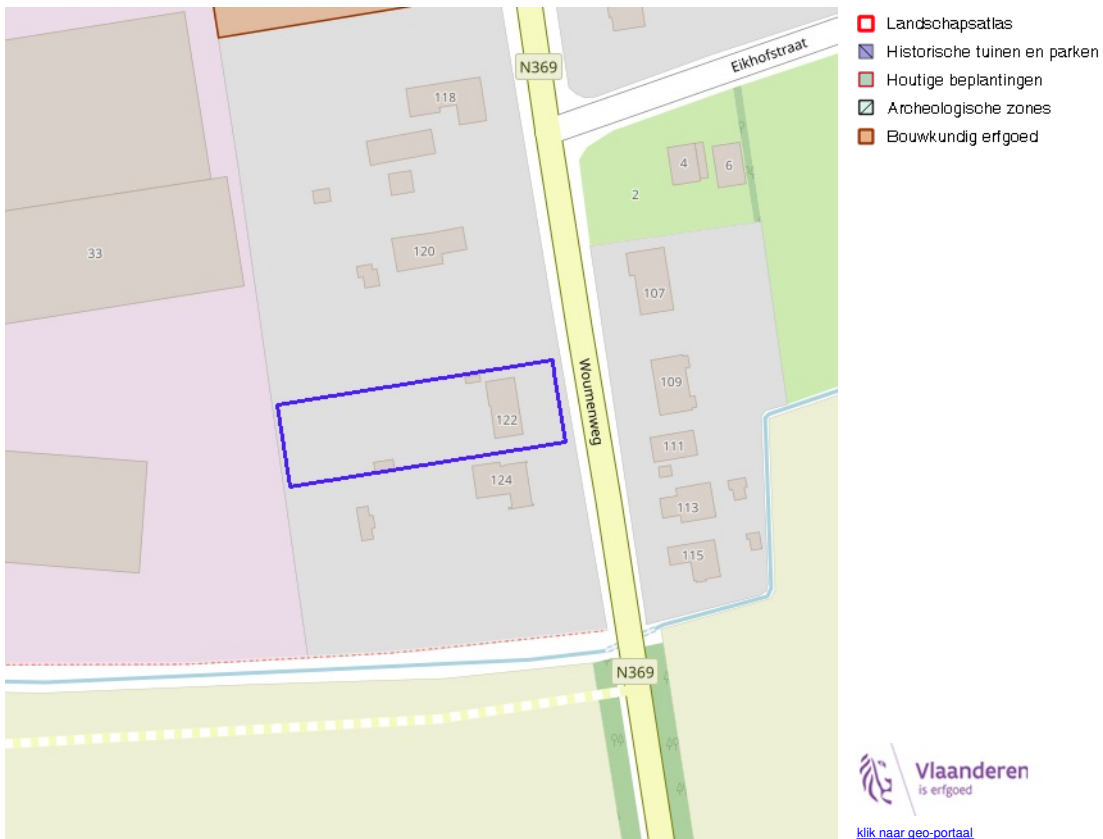 N369
Eikhofstraat
118
4
6
2
120
33
107
Woumenweg
109
122
111
124
113
115
N369
Landschapsatlas
Historische tuinen en parken
Houtige beplantingen
Archeologische zones
Bouwkundig erfgoed
Vlaanderen
is erfgoed
klik naar geo-portaal